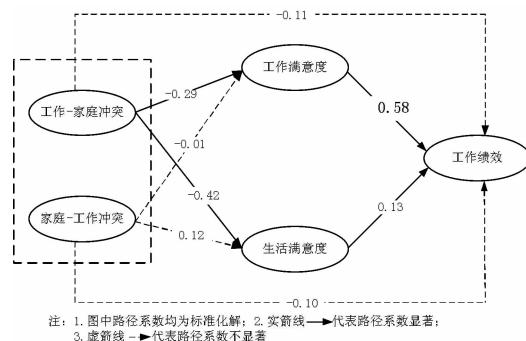 -0.11
工作满意度
工作-家庭冲突
-0.29
0.58
-0.01
工作绩效
-0.42
家庭-工作冲突
0.12
0.13
生活满意度
-0.10
注: 1. 图中路径系数均为标准化解; 2. 实箭线 代表路径系数显著;
3. 虚箭线 代表路径系数不显著